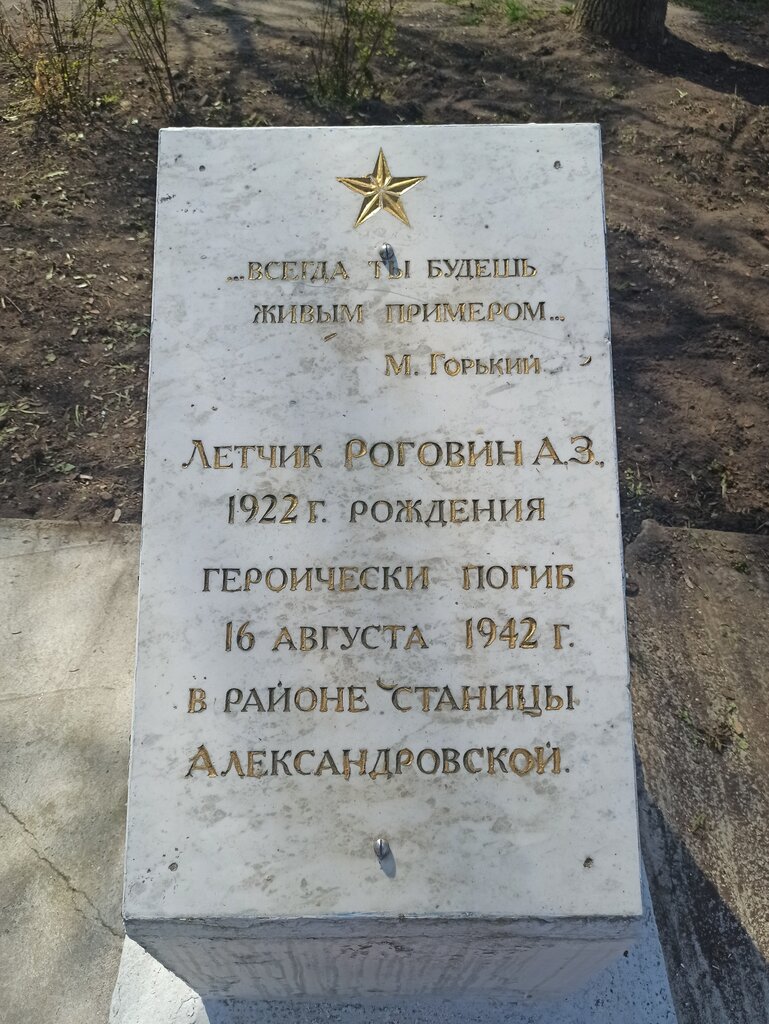 ...ВСЕГДА ТЫ БУДЕШЬ
ЖИВЫМ ПРИМЕРОМ...
М. ГОРЬКИЙ
ЛЕТЧИК РОГОВИН А.З.,
1922 Г. РОЖДЕНИЯ
ГЕРОИЧЕСКИ ПОГИБ
16 АВГУСТА 1942 Г.
В РАЙОНЕ СТАНИЦЫ
АЛЕКСАНДРОВСКОЙ.